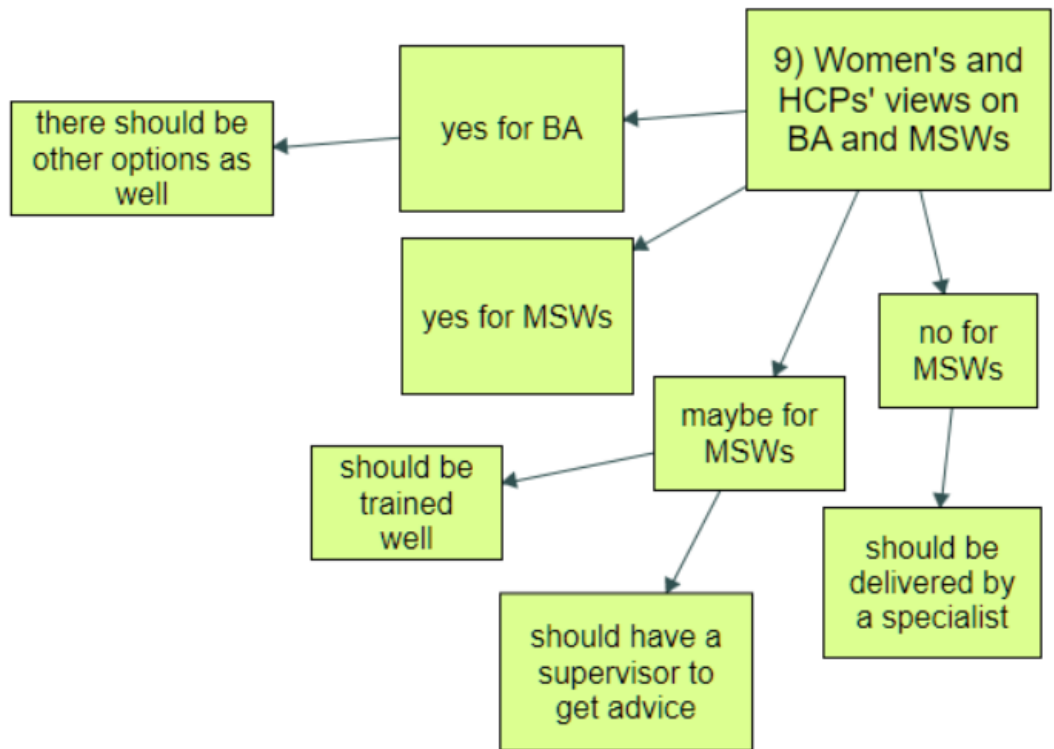 9) Women's and
HCPs' views on
BA and MSWs
yes for BA
there should be
other options as
well
yes for MSWs
no for
MSWs
maybe for
MSWs
should be
trained
well
should be
delivered by
a specialist
should have a
supervisor to
get advice